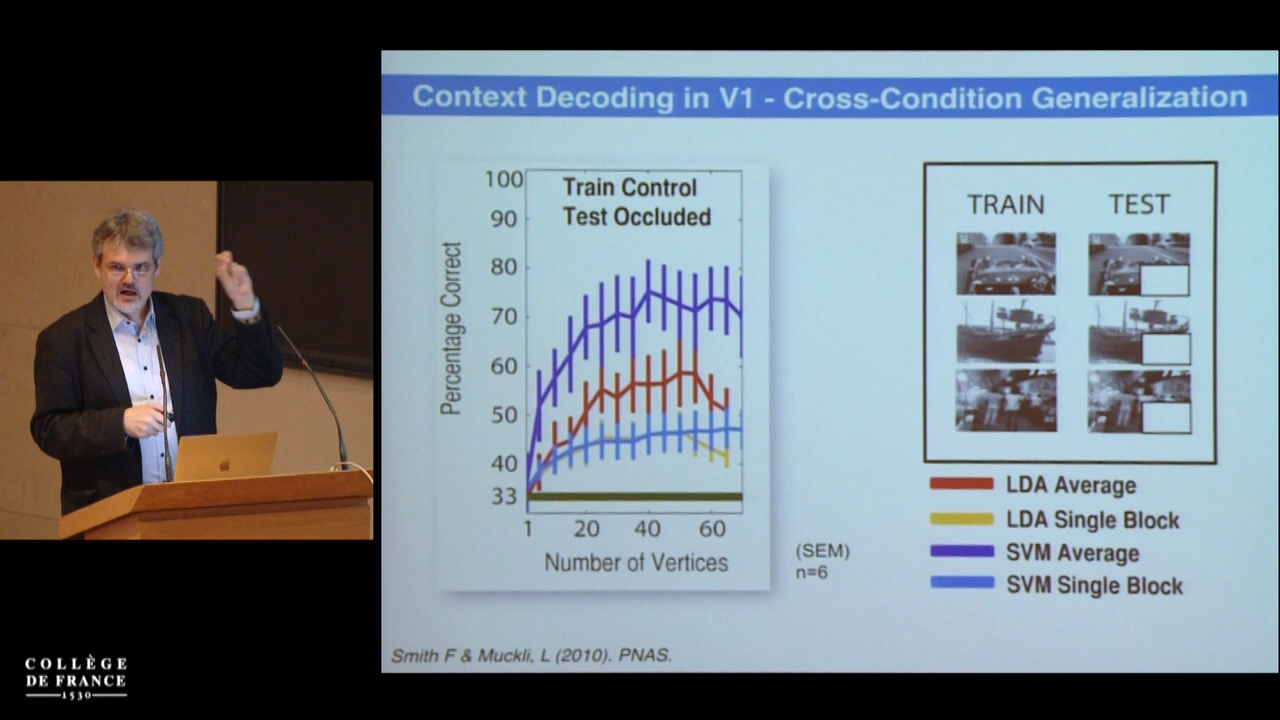 Context Decoding in V1 - Cross-Condition Generalization
100
90
80
70
60
50
40
33
Percentage Correct
Train Control
Test Occluded
1 20 40 60
Number of Vertices
(SEM)
n=6
TRAIN TEST
LDA Average
LDA Single Block
SVM Average
SVM Single Block
Smith F & Muckli, L (2010). PNAS.
COLLÈGE
DE FRANCE
1530